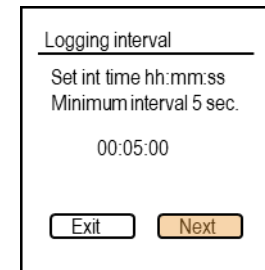 Logging interval
Set int time hh:mm:ss
Minimum interval 5 sec.
00:05:00
Exit Next